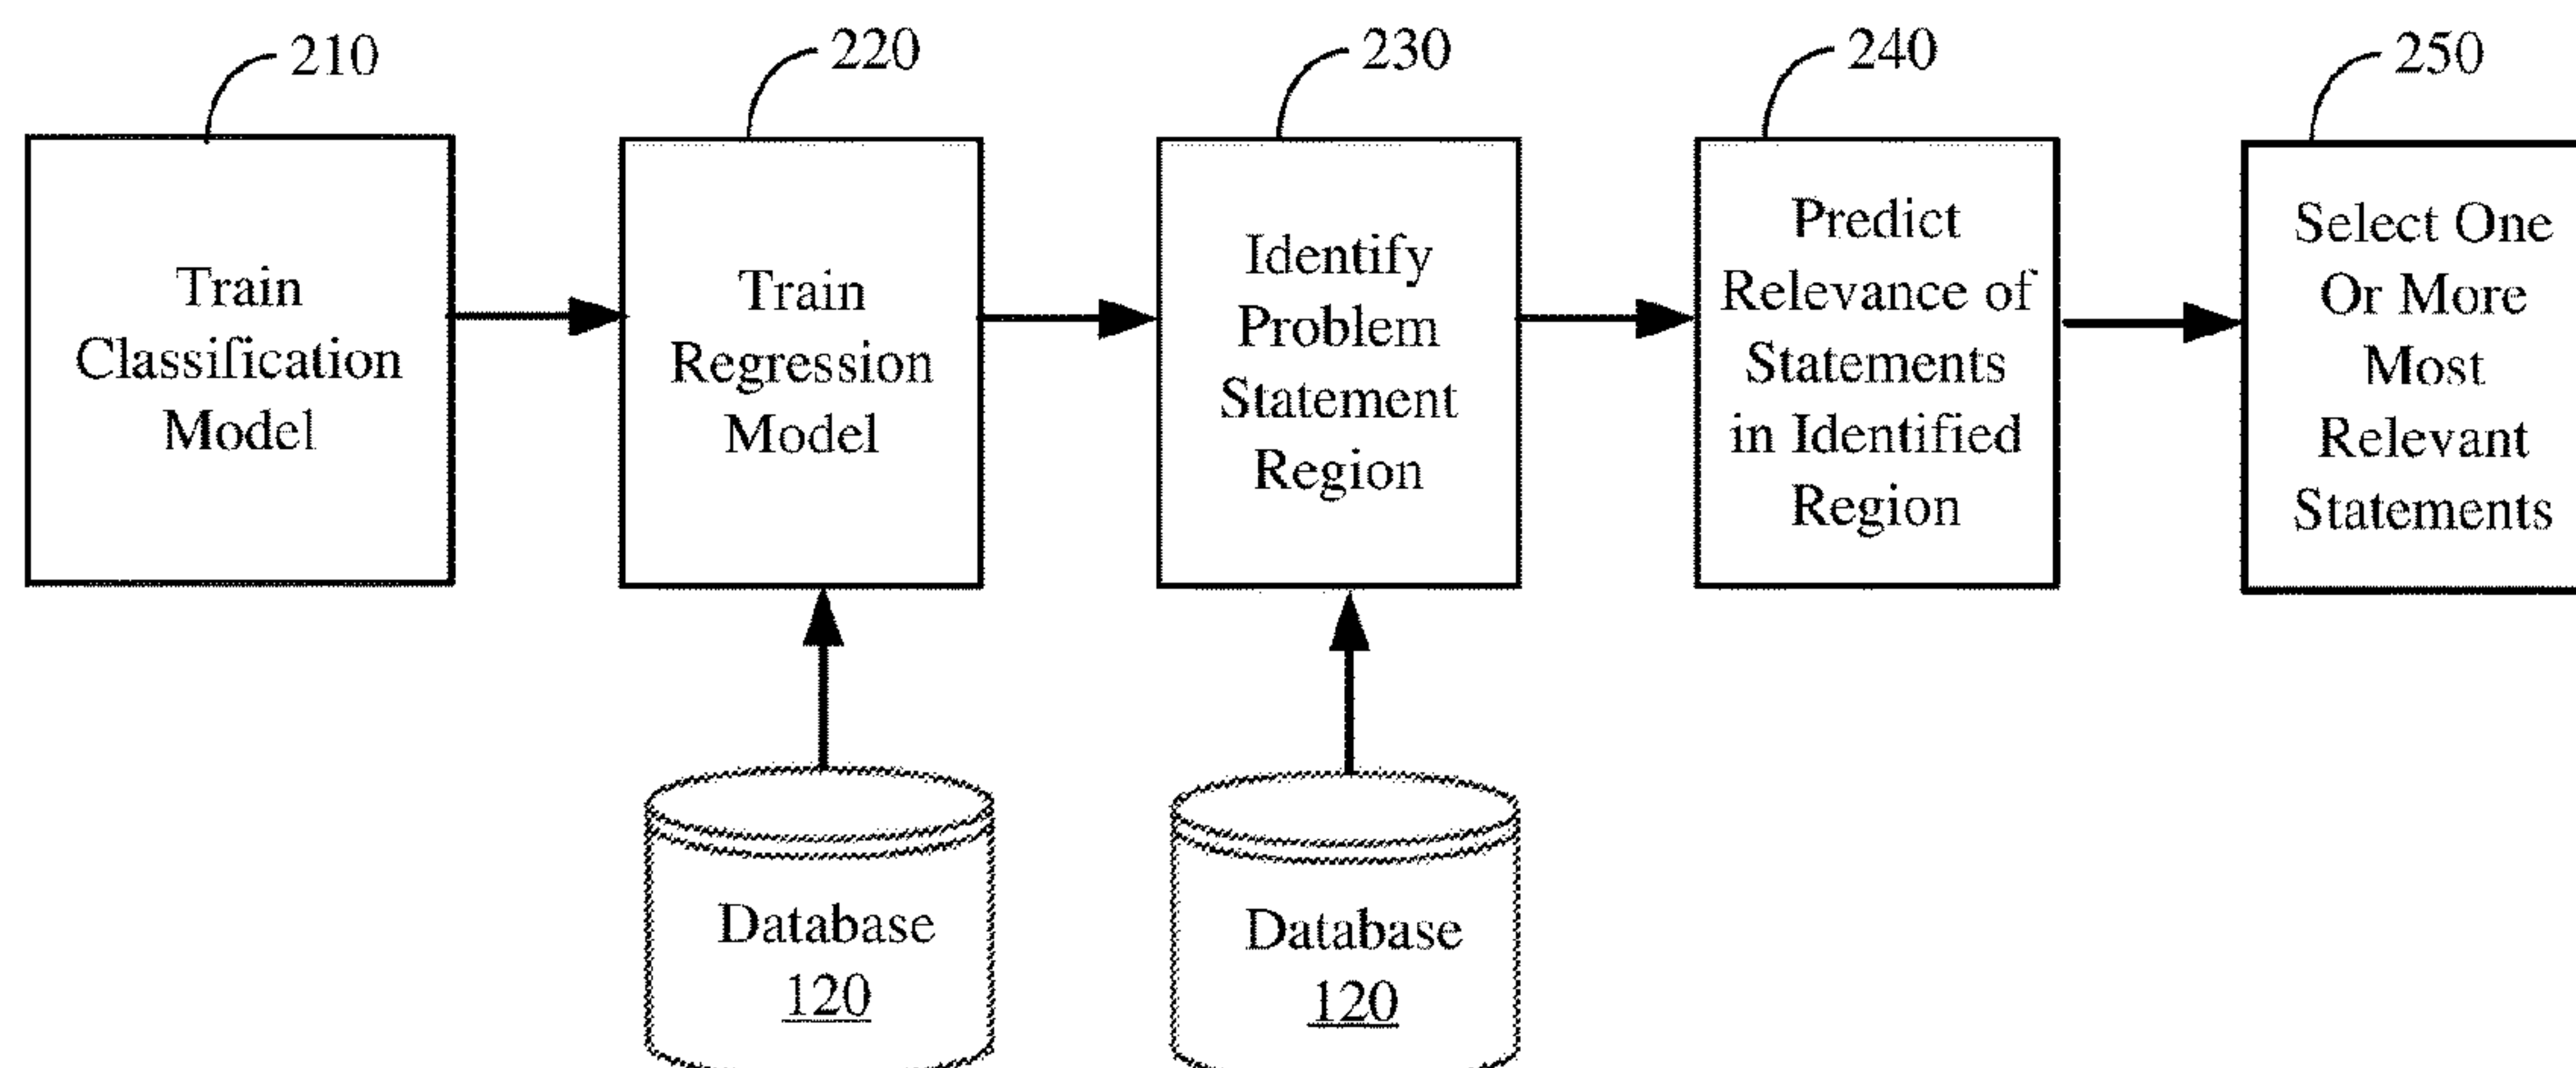 210
220
230
240
250
Train
Classification
Model
Train
Regression
Model
Identify
Problem
Statement
Region
Predict
Relevance of
Statements
in Identified
Region
Select One
Or More
Most
Relevant
Statements
Database
120
Database
120